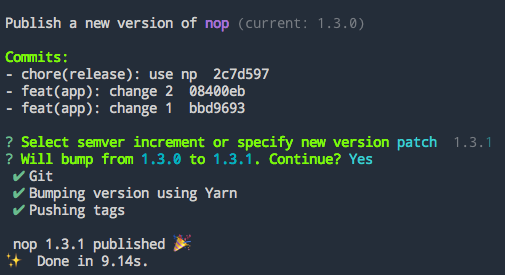 Publish a new version of nop (current: 1.3.0)
Commits:
- chore(release): use np 2c7d597
- feat(app): change 2 08400eb
- feat(app): change 1 bbd9693
? Select semver increment or specify new version patch 1.3.1
? Will bump from 1.3.0 to 1.3.1. Continue? Yes
✔ Git
✔ Bumping version using Yarn
✔ Pushing tags
nop 1.3.1 published 🎉
✨ Done in 9.14s.